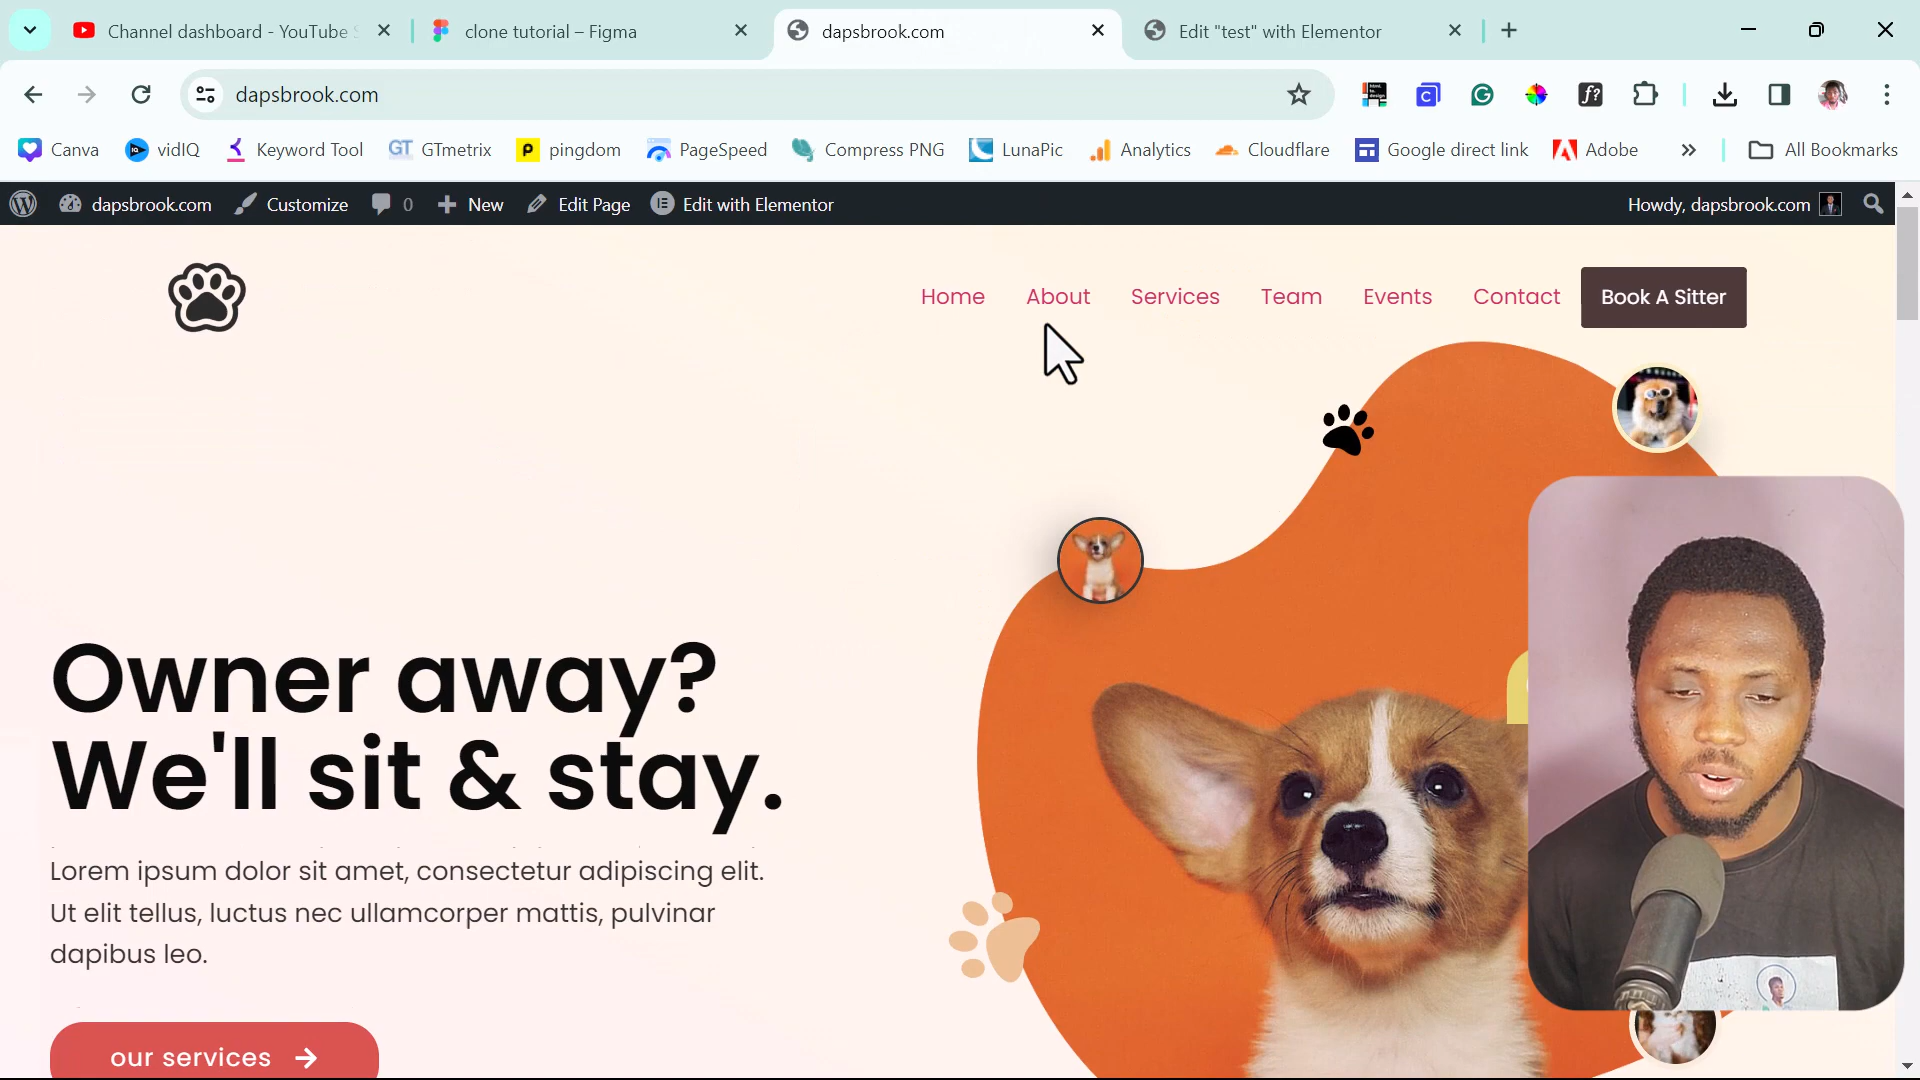 Channel dashboard - YouTube S
clone tutorial – Figma
dapsbrook.com
Edit "test" with Elementor
dapsbrook.com
Canva
vidIQ
Keyword Tool
GT GTmetrix
pingdom
PageSpeed
Compress PNG
LunaPic
Analytics
Cloudflare
Google direct link
Adobe
All Bookmarks
dapsbrook.com
Customize
0
New
Edit Page
Edit with Elementor
Howdy, dapsbrook.com
Home
About
Services
Team
Events
Contact
Book A Sitter
Owner away?
We'll sit & stay.
Lorem ipsum dolor sit amet, consectetur adipiscing elit.
Ut elit tellus, luctus nec ullamcorper mattis, pulvinar
dapibus leo.
our services